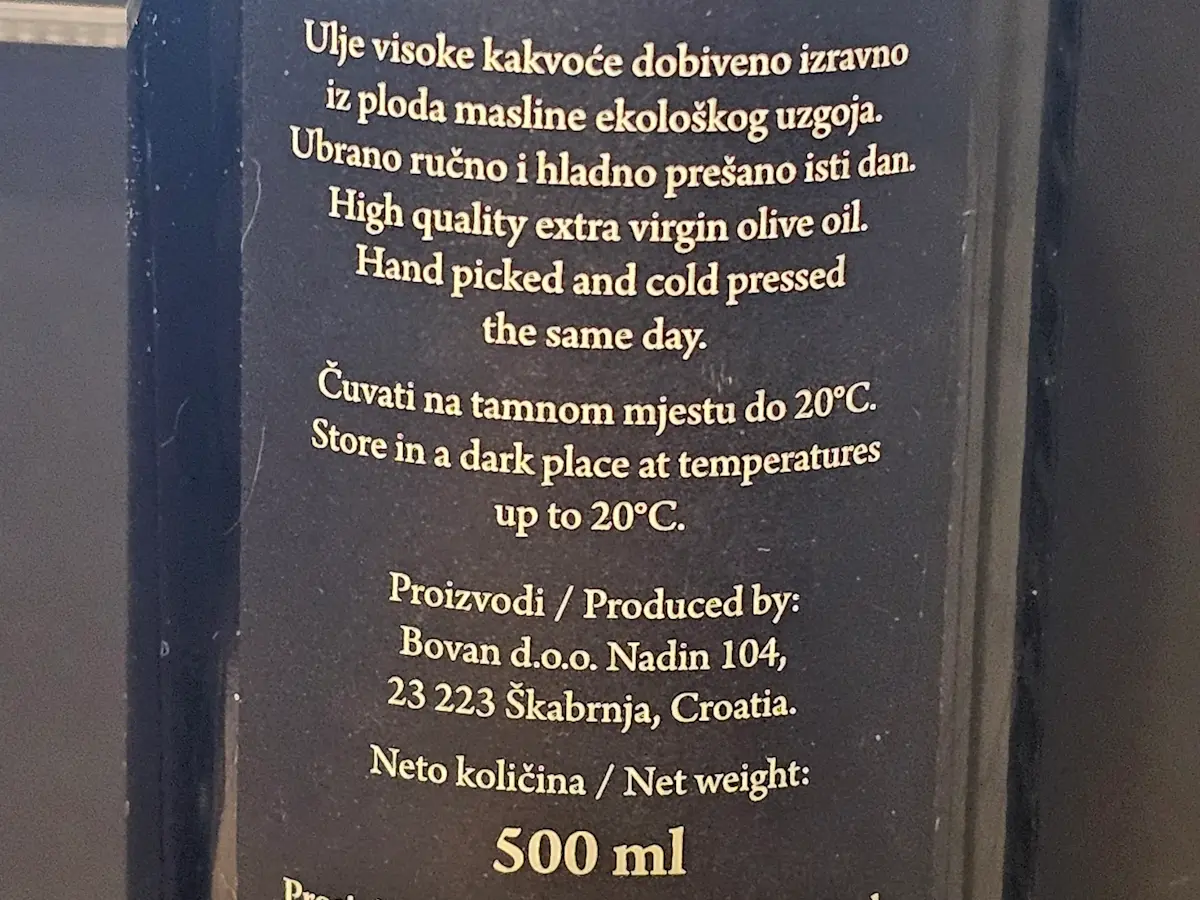 Ulje visoke kakvoće dobiveno izravno
iz ploda masline ekološkog uzgoja.
Ubrano ručno i hladno prešano isti dan.
High quality extra virgin olive oil.
Hand picked and cold pressed
the same day.
Čuvati na tamnom mjestu do 20°C.
Store in a dark place at temperatures
up to 20°C.
Proizvodi / Produced by:
Bovan d.o.o. Nadin 104,
23 223 Škabrnja, Croatia.
Neto količina / Net weight:
500 ml